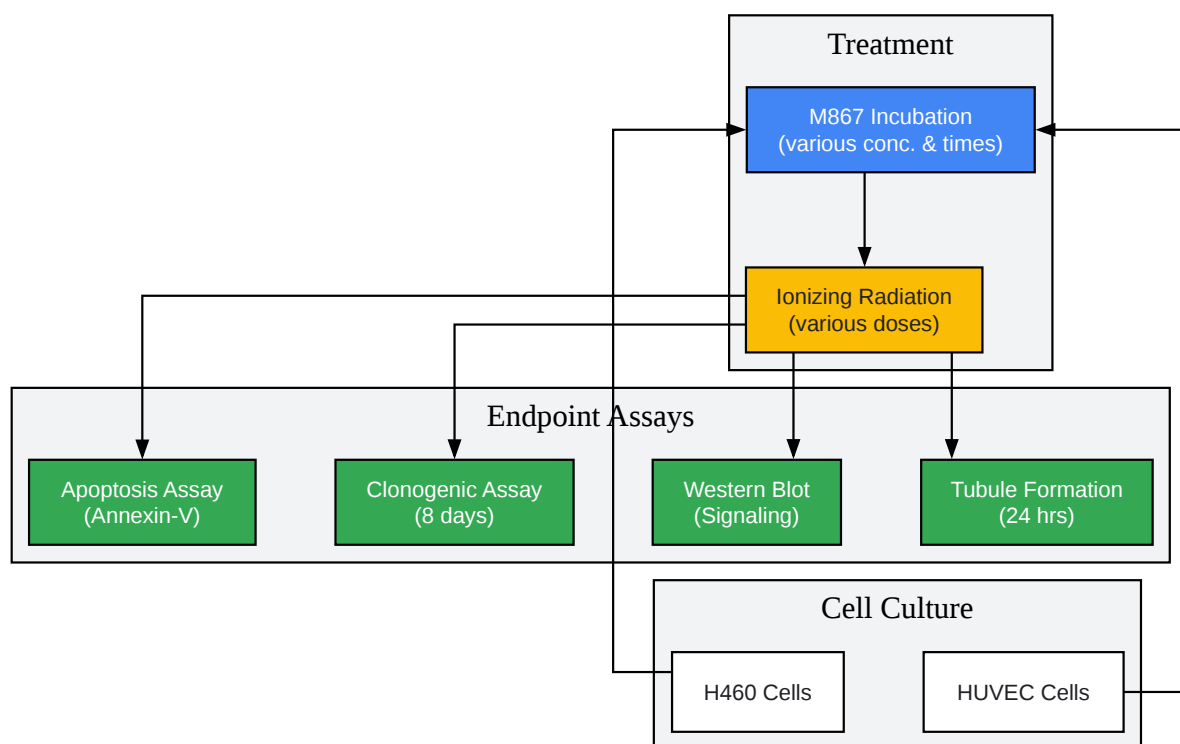 Treatment
M867 Incubation
(various conc. & times)
Ionizing Radiation
(various doses)
Endpoint Assays
Apoptosis Assay
(Annexin-V)
Clonogenic Assay
(8 days)
Western Blot
(Signaling)
Tubule Formation
(24 hrs)
Cell Culture
H460 Cells
HUVEC Cells